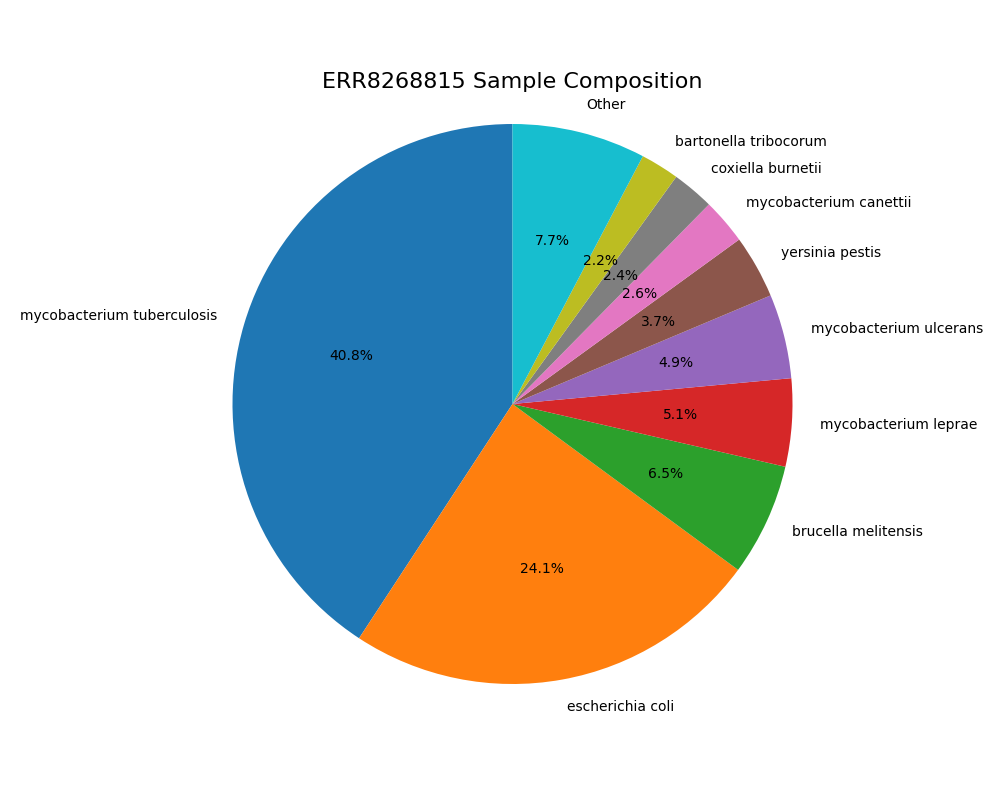 ERR8268815 Sample Composition
Other
bartonella tribocorum
coxiella burnetii
mycobacterium canettii
yersinia pestis
mycobacterium ulcerans
mycobacterium leprae
brucella melitensis
escherichia coli
mycobacterium tuberculosis
7.7%
2.2%
2.4%
2.6%
3.7%
4.9%
5.1%
6.5%
24.1%
40.8%